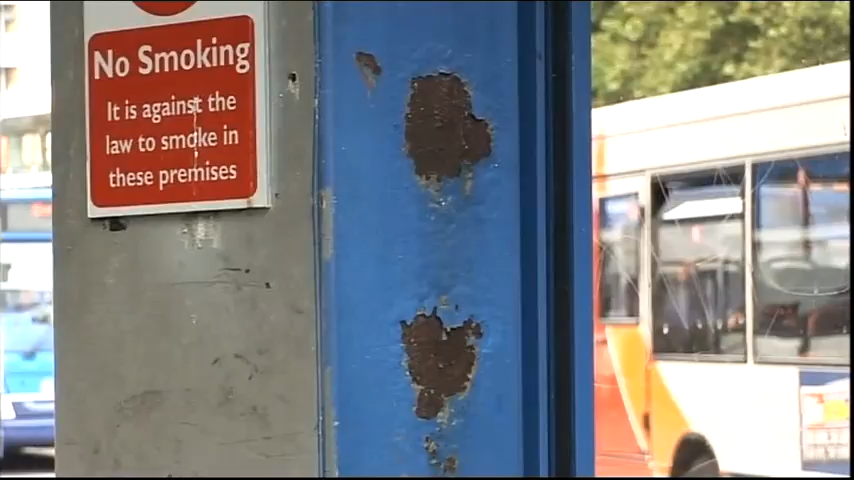 No Smoking
It is against the
law to smoke in
these premises